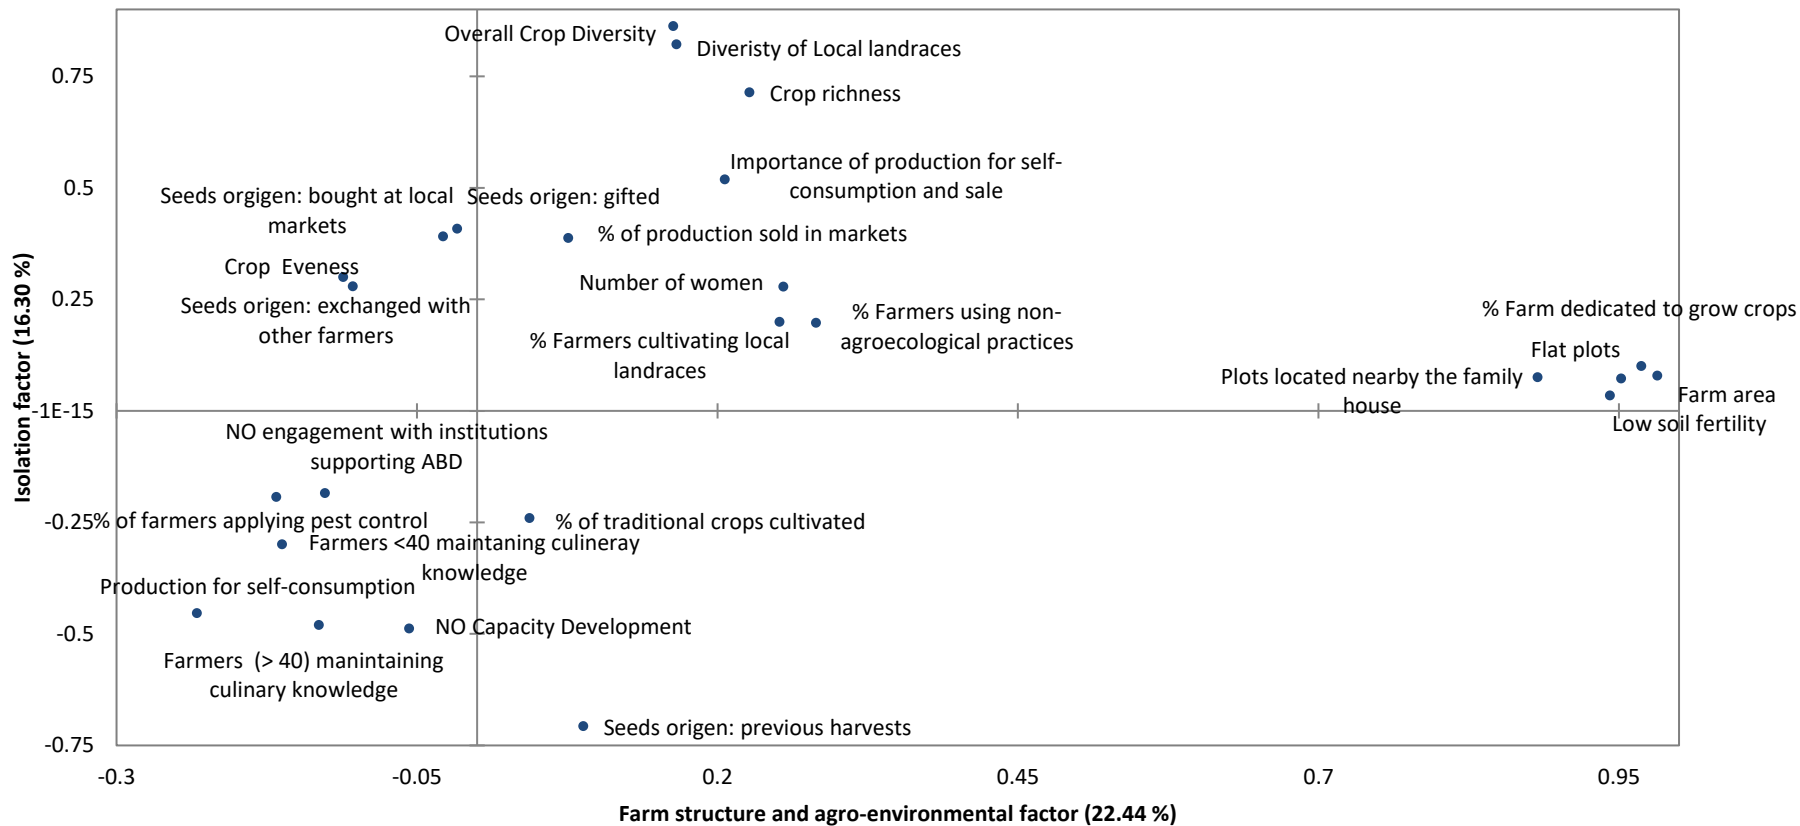 Overall Crop Diversity
Diveristy of Local landraces
0.75
Crop richness
Importance of production for self-
consumption and sale
0.5
Seeds orgigen: bought at local
markets
Seeds origen: gifted
% of production sold in markets
Crop  Eveness
Number of women
0.25
Seeds origen: exchanged with
other farmers
% Farmers using non-
agroecological practices
% Farm dedicated to grow crops
% Farmers cultivating local
landraces
Flat plots
Plots located nearby the family
house
Farm area
Low soil fertility
-1E-15
Isolation factor (16.30 %)
NO engagement with institutions
supporting ABD
-0.25
% of farmers applying pest control
% of traditional crops cultivated
Farmers <40 maintaning culineray
knowledge
Production for self-consumption
-0.5
NO Capacity Development
Farmers  (> 40) manintaining
culinary knowledge
Seeds origen: previous harvests
-0.75
-0.3
-0.05
0.2
0.45
0.7
0.95
Farm structure and agro-environmental factor (22.44 %)